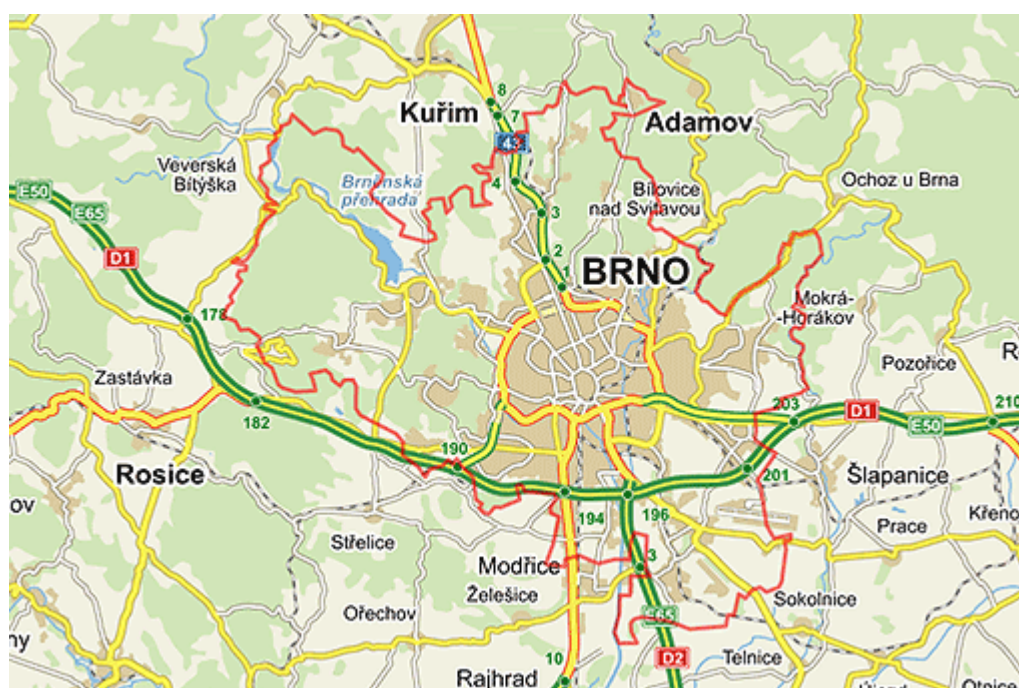 8
Kuřim
7
Adamov
43
Veverská
Bítýška
Brněnská
přehrada
4
Bílovice
nad Svitavou
Ochoz u Brna
E50
E65
3
D1
2
BRNO
1
Mokrá-
-Horákov
178
Pozořice
Zastávka
203
D1
210
182
E50
190
Rosice
201
Šlapanice
194
196
Prace
Střelice
Modřice
3
Želešice
Sokolnice
Ořechov
E65
10
D2
Telnice
Rajhrad